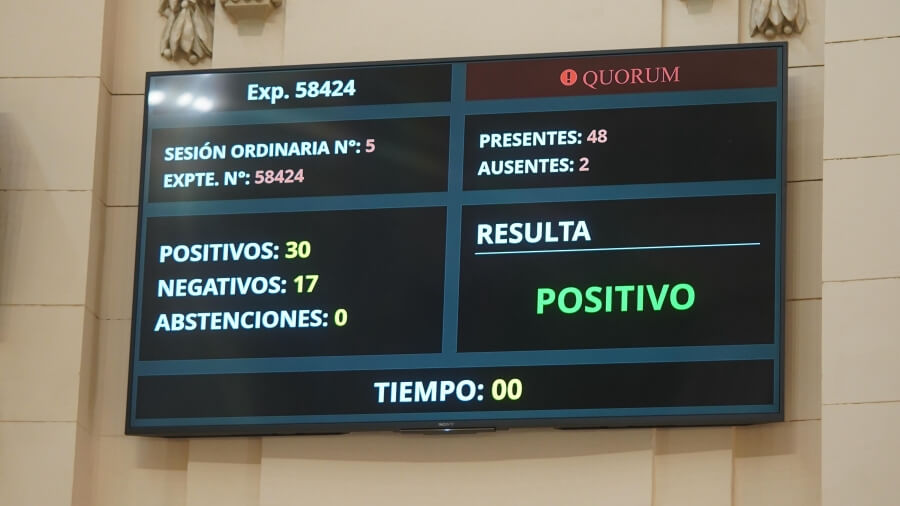 Exp. 58424
QUORUM
SESIÓN ORDINARIA Nº: 5
EXPTE. Nº: 58424
PRESENTES: 48
AUSENTES: 2
POSITIVOS: 30
NEGATIVOS: 17
ABSTENCIONES: 0
RESULTA
POSITIVO
TIEMPO: 00
SONY